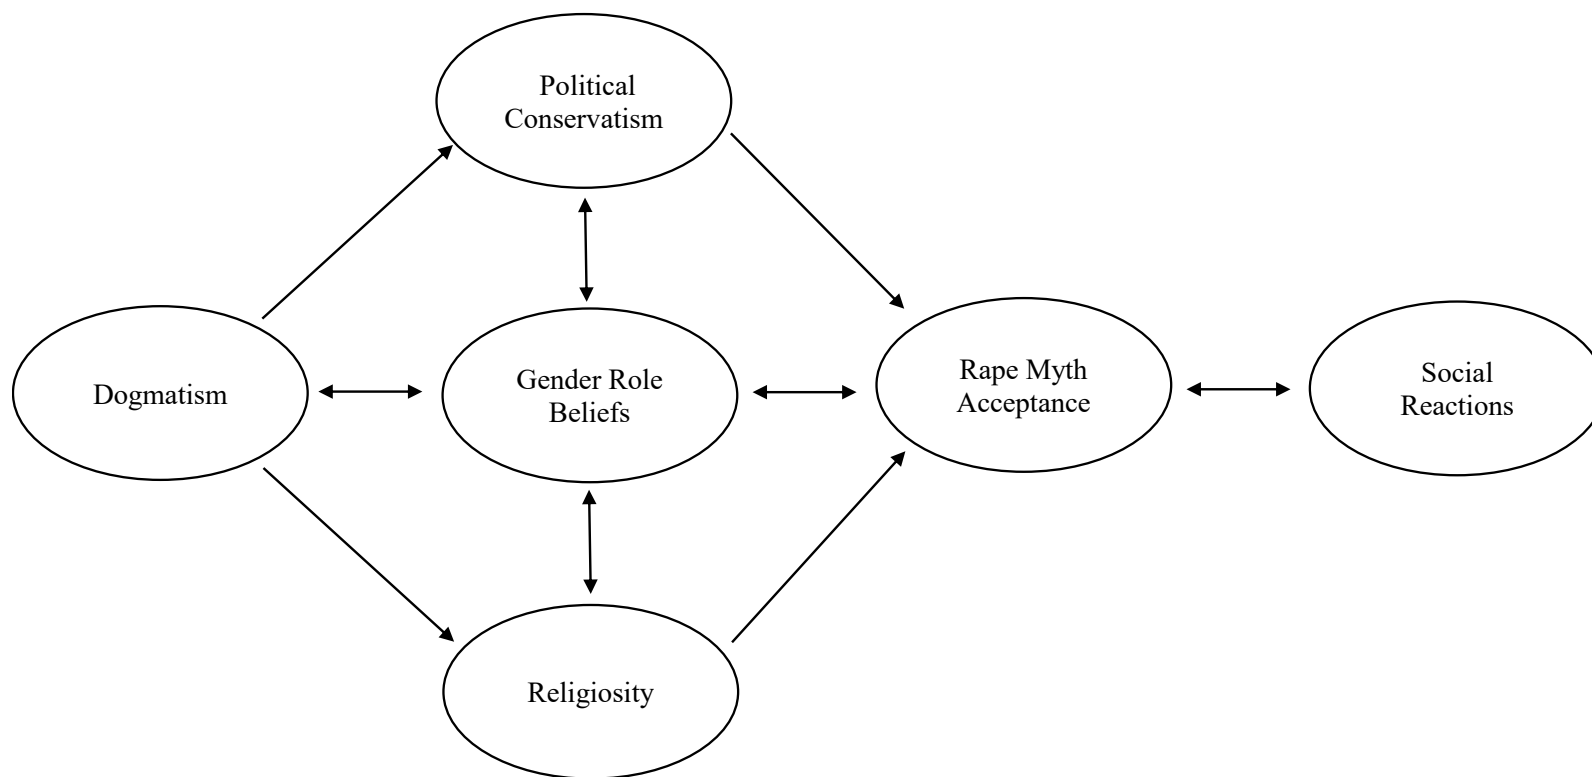 Political
Conservatism
Dogmatism
Gender Role
Beliefs
Rape Myth
Acceptance
Social
Reactions
Religiosity